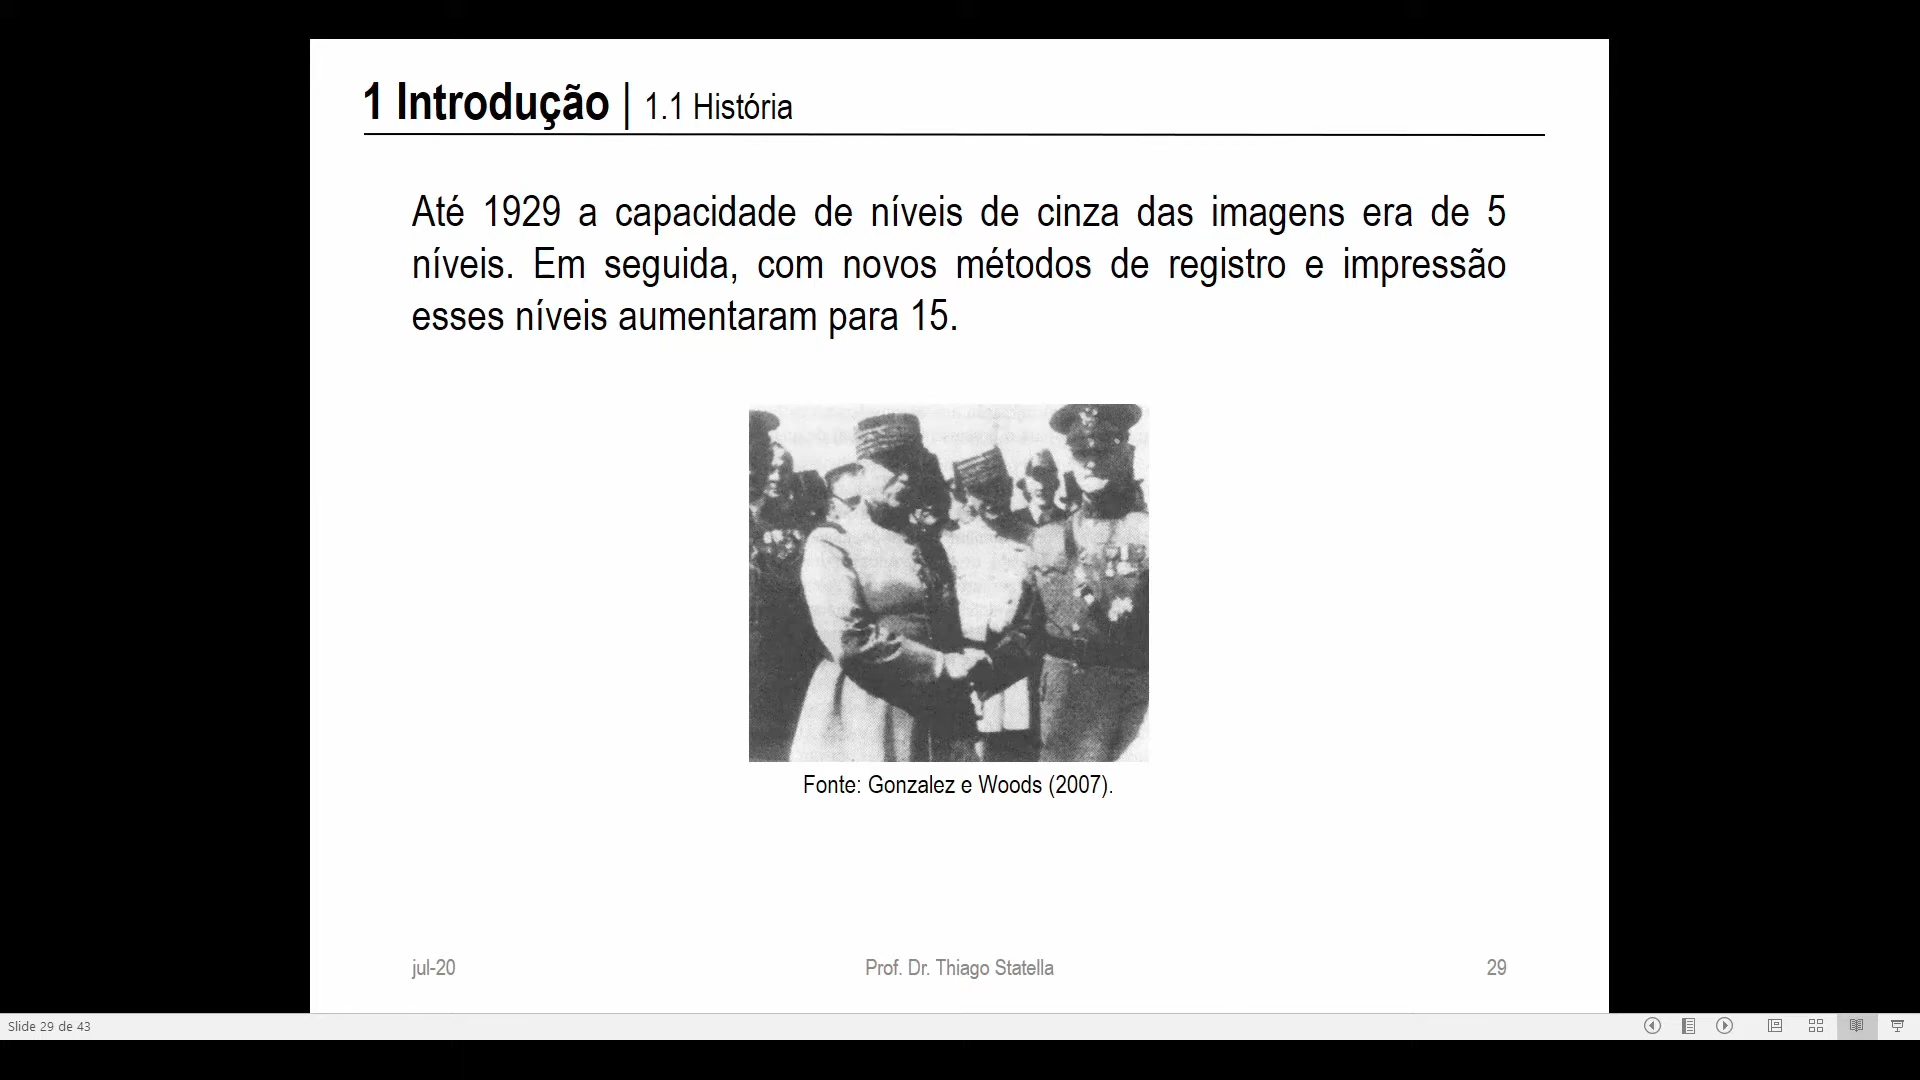 1 Introdução | 1.1 História
Até 1929 a capacidade de níveis de cinza das imagens era de 5
níveis. Em seguida, com novos métodos de registro e impressão
esses níveis aumentaram para 15.
Fonte: Gonzalez e Woods (2007).
jul-20
Prof. Dr. Thiago Statella
29
Slide 29 de 43